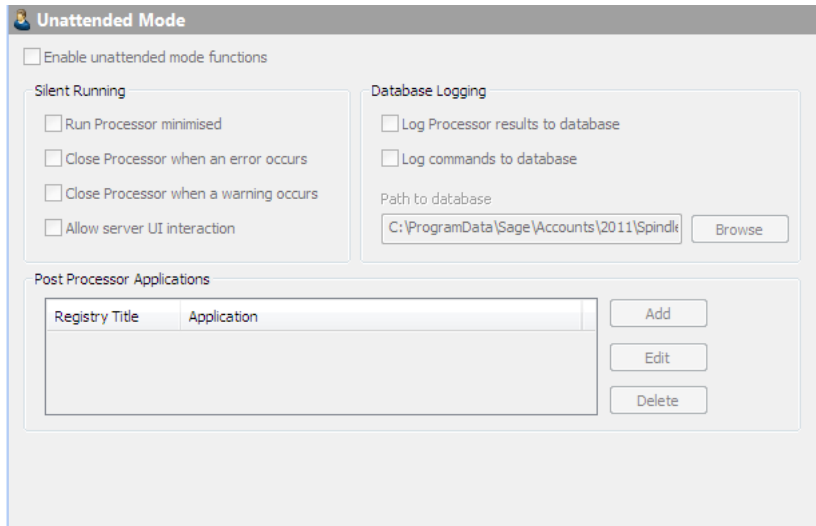 Unattended Mode
Enable unattended mode functions
Silent Running
Run Processor minimised
Close Processor when an error occurs
Close Processor when a warning occurs
Allow server UI interaction
Database Logging
Log Processor results to database
Log commands to database
Path to database
C:\ProgramData\Sage\Accounts\2011\Spindle
Browse
Post Processor Applications
Registry Title Application
Add
Edit
Delete